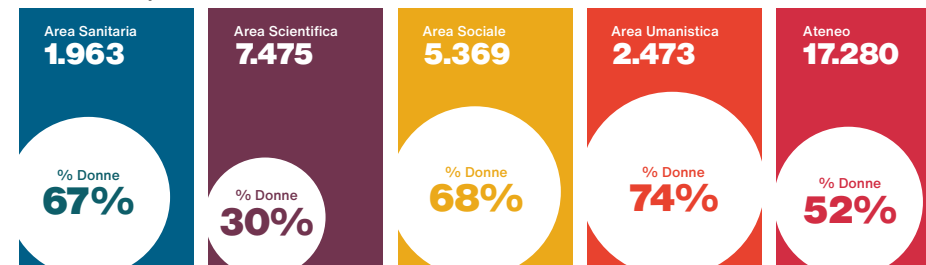 Area Sanitaria
1.963
% Donne
67%
Area Scientifica
7.475
% Donne
30%
Area Sociale
5.369
% Donne
68%
Area Umanistica
2.473
% Donne
74%
Ateneo
17.280
% Donne
52%